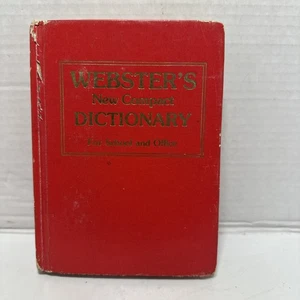 WEBSTER'S
New Compact
DICTIONARY
For School and Office